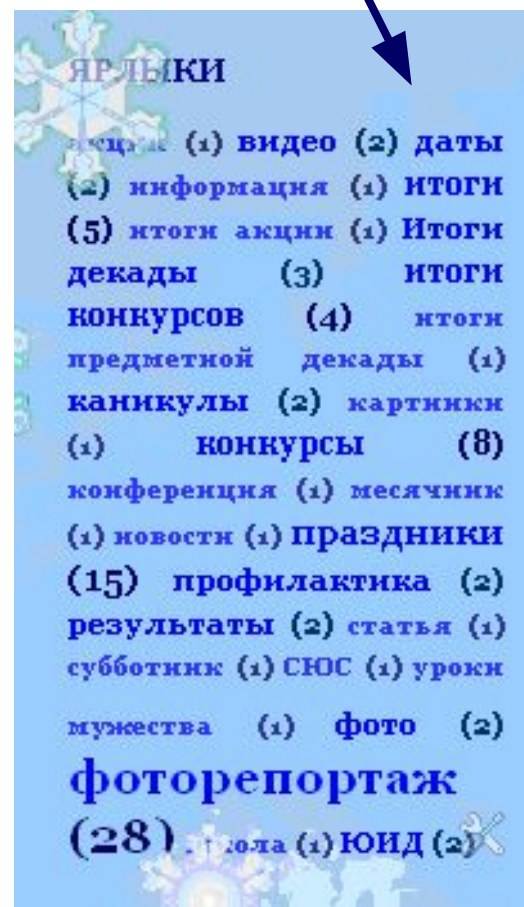 ЯРЛЫКИ
акции (1) видео (2) даты
(2) информация (1) итоги
(5) итоги акции (1) Итоги
декады (3) итоги
конкурсов (4) итоги
предметной декады (1)
каникулы (2) картинки
(1) конкурсы (8)
конференция (1) месячник
(1) новости (1) праздники
(15) профилактика (2)
результаты (2) статья (1)
субботник (1) СЮС (1) уроки
мужества (1) фото (2)
фоторепортаж
(28) школа (1) ЮИД (2)